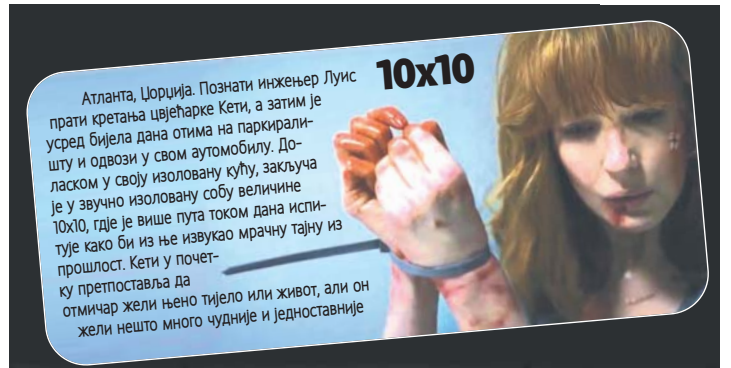 10x10
Атланта, Џорџија. Познати инжењер Луис
прати кретања цвјећарке Кети, а затим је
усред бијела дана отима на паркирали-
шту и одвози у свом аутомобилу. До-
ласком у своју изоловану кућу, закључа
је у звучно изоловану собу величине
10x10, гдје је више пута током дана испи-
тује како би из ње извукао мрачну тајну из
прошлост. Кети у почет-
ку претпоставља да
отмичар жели њено тијело или живот, али он
жели нешто много чудније и једноставније